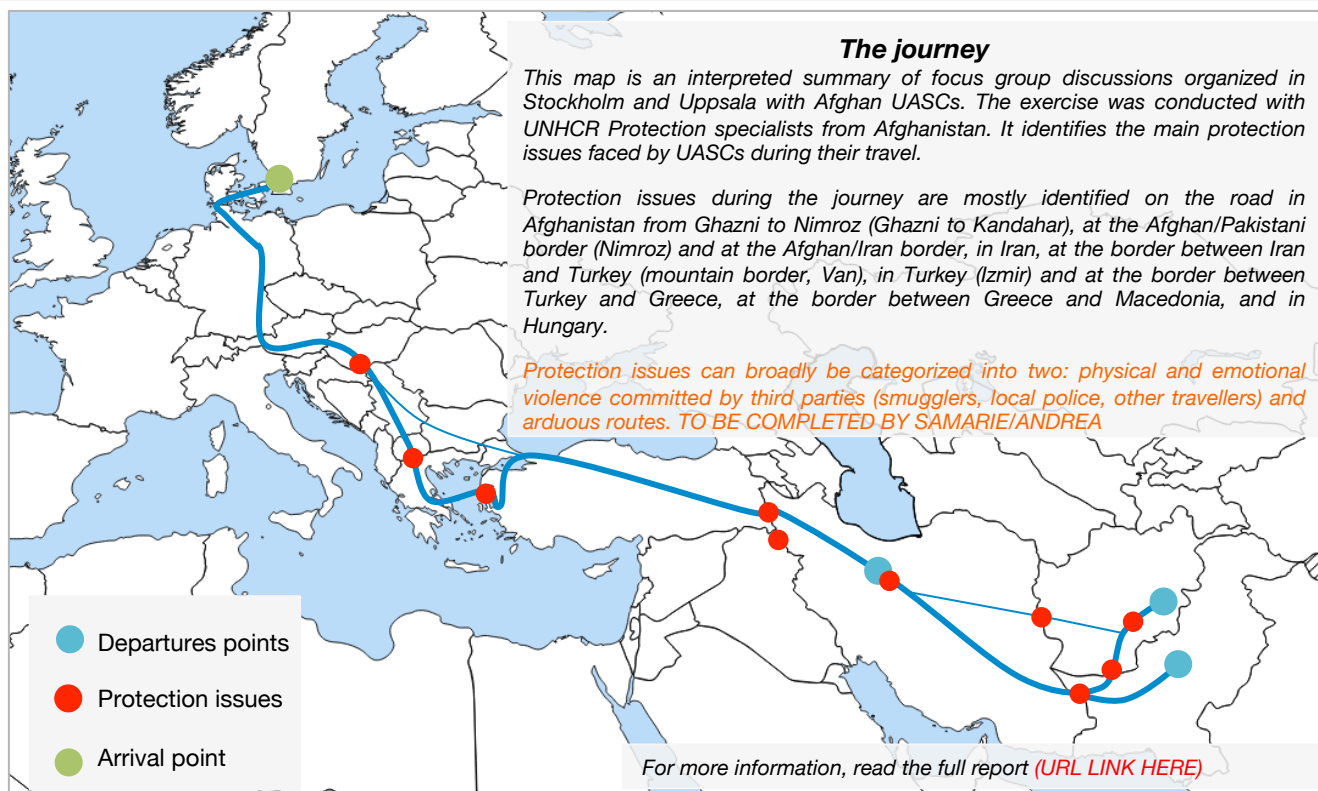 The journey
This map is an interpreted summary of focus group discussions organized in
Stockholm and Uppsala with Afghan UASCs. The exercise was conducted with
UNHCR Protection specialists from Afghanistan. It identifies the main protection
issues faced by UASCs during their travel.
Protection issues during the journey are mostly identified on the road in
Afghanistan from Ghazni to Nimroz (Ghazni to Kandahar), at the Afghan/Pakistani
border (Nimroz) and at the Afghan/Iran border, in Iran, at the border between Iran
and Turkey (mountain border, Van), in Turkey (Izmir) and at the border between
Turkey and Greece, at the border between Greece and Macedonia, and in
Hungary.
Protection issues can broadly be categorized into two: physical and emotional
violence committed by third parties (smugglers, local police, other travellers) and
arduous routes. TO BE COMPLETED BY SAMARIE/ANDREA
Departures points
Protection issues
Arrival point
For more information, read the full report (URL LINK HERE)